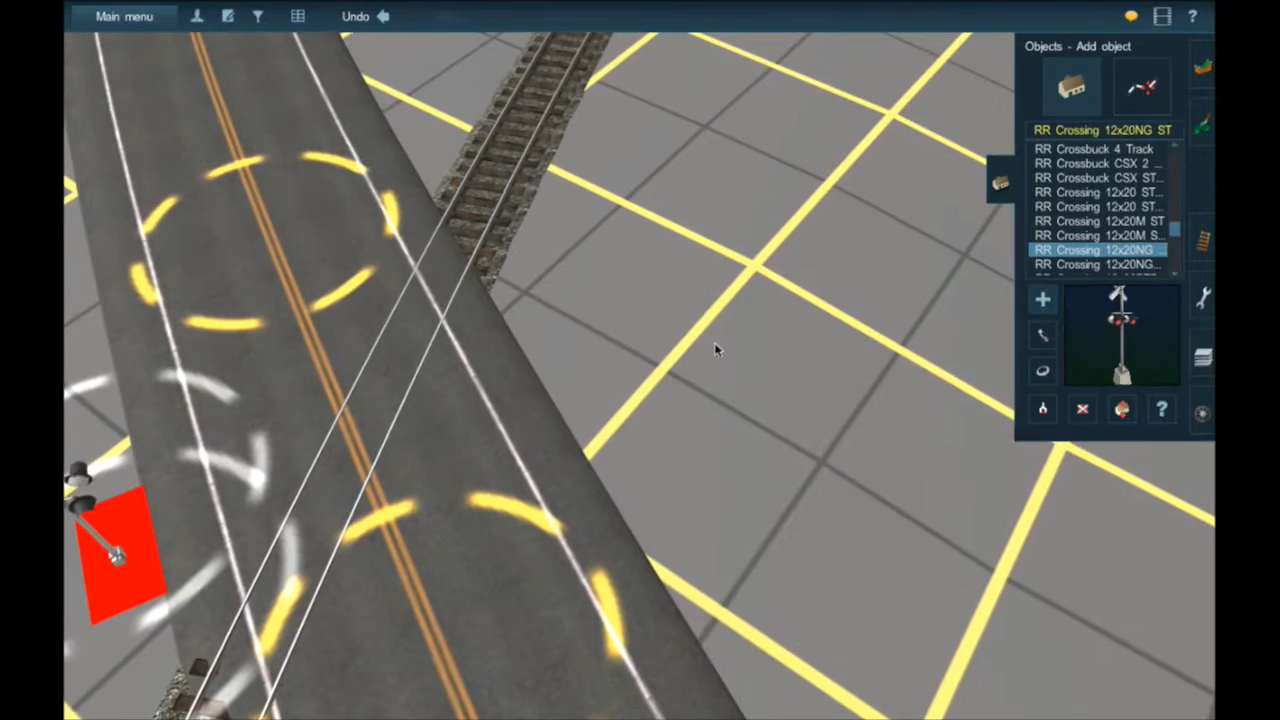 Main menu
Undo
?
Objects - Add object
RR Crossing 12x20NG ST
RR Crossbuck 4 Track
RR Crossbuck CSX 2 ...
RR Crossbuck CSX ST...
RR Crossing 12x20 ST...
RR Crossing 12x20 ST...
RR Crossing 12x20M ST
RR Crossing 12x20M S...
RR Crossing 12x20NG ...
RR Crossing 12x20NG...
?